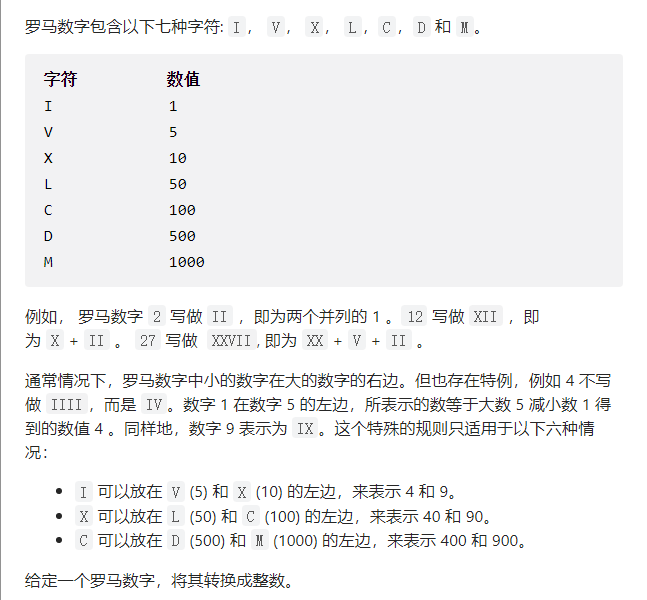 罗马数字包含以下七种字符: I， V， X， L，C，D 和 M。
字符 数值
I 1
V 5
X 10
L 50
C 100
D 500
M 1000
例如， 罗马数字 2 写做 II ，即为两个并列的 1 。12 写做 XII ，即
为 X + II 。 27 写做  XXVII, 即为 XX + V + II 。
通常情况下，罗马数字中小的数字在大的数字的右边。但也存在特例，例如 4 不写
做 IIII，而是 IV。数字 1 在数字 5 的左边，所表示的数等于大数 5 减小数 1 得
到的数值 4 。同样地，数字 9 表示为 IX。这个特殊的规则只适用于以下六种情
况：
• I 可以放在 V (5) 和 X (10) 的左边，来表示 4 和 9。
• X 可以放在 L (50) 和 C (100) 的左边，来表示 40 和 90。
• C 可以放在 D (500) 和 M (1000) 的左边，来表示 400 和 900。
给定一个罗马数字，将其转换成整数。